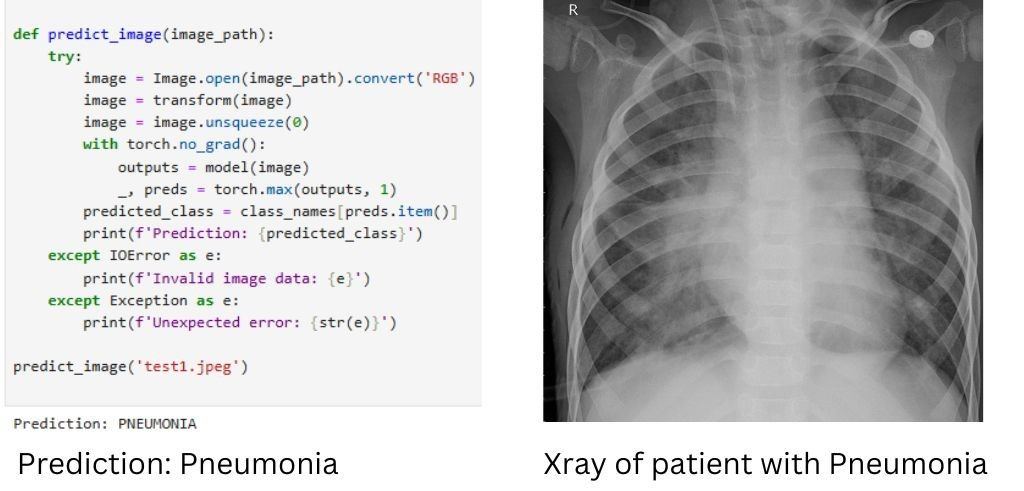 def predict_image(image_path):
    try:
        image = Image.open(image_path).convert('RGB')
        image = transform(image)
        image = image.unsqueeze(0)
        with torch.no_grad():
            outputs = model(image)
            _, preds = torch.max(outputs, 1)
        predicted_class = class_names[preds.item()]
        print(f'Prediction: {predicted_class}')
    except IOError as e:
        print(f'Invalid image data: {e}')
    except Exception as e:
        print(f'Unexpected error: {str(e)}')
predict_image('test1.jpeg')
Prediction: PNEUMONIA
Prediction: Pneumonia
R
Xray of patient with Pneumonia